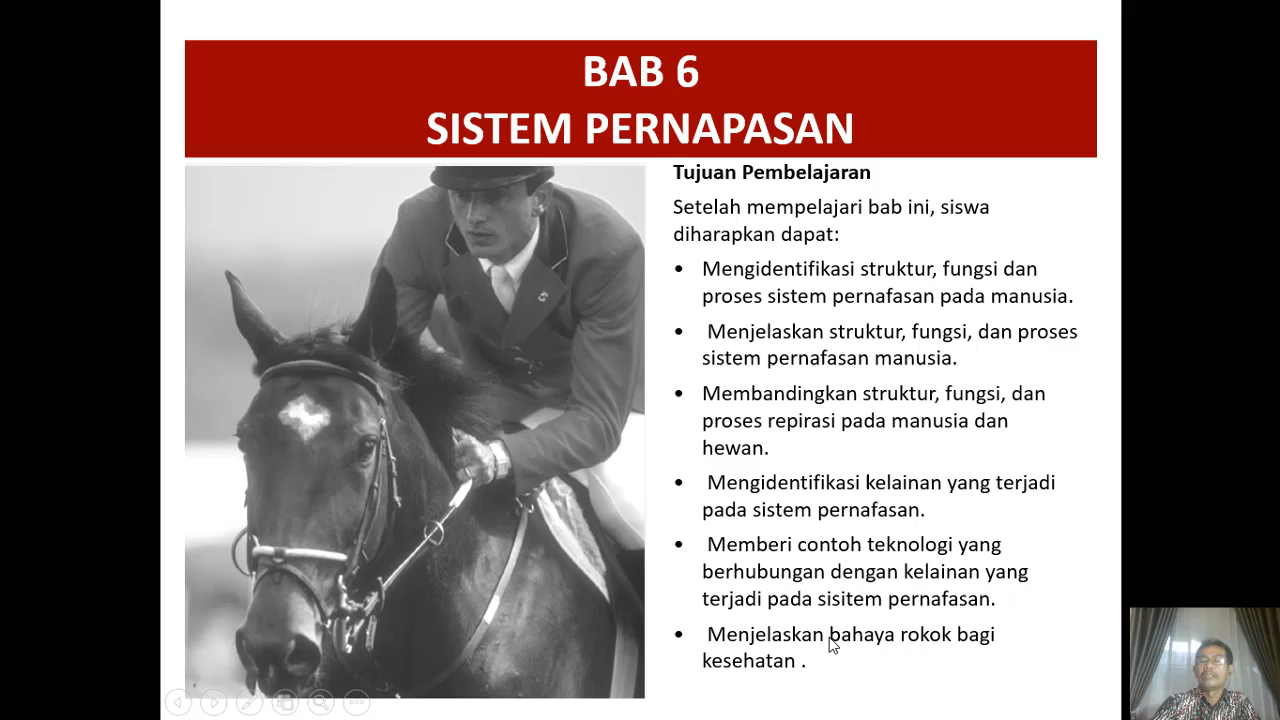 BAB 6
SISTEM PERNAPASAN
Tujuan Pembelajaran
Setelah mempelajari bab ini, siswa
diharapkan dapat:
• Mengidentifikasi struktur, fungsi dan
proses sistem pernafasan pada manusia.
• Menjelaskan struktur, fungsi, dan proses
sistem pernafasan manusia.
• Membandingkan struktur, fungsi, dan
proses repirasi pada manusia dan
hewan.
• Mengidentifikasi kelainan yang terjadi
pada sistem pernafasan.
• Memberi contoh teknologi yang
berhubungan dengan kelainan yang
terjadi pada sisitem pernafasan.
• Menjelaskan bahaya rokok bagi
kesehatan .